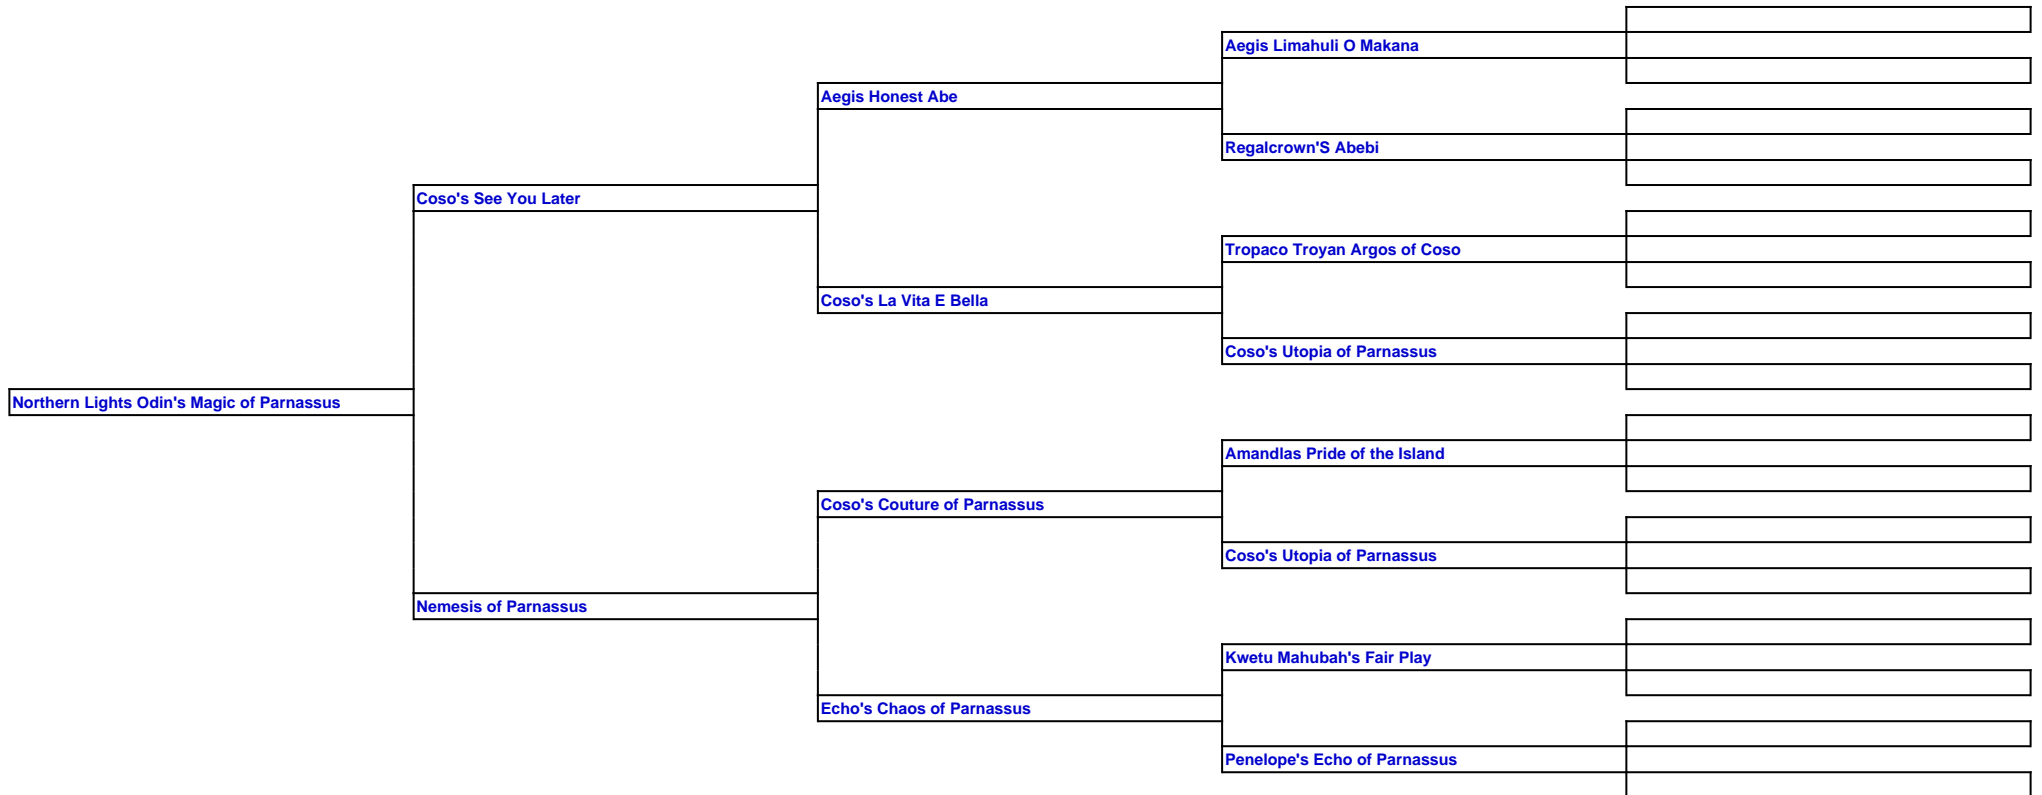 Aegis Limahuli O Makana
Aegis Honest Abe
Regalcrown'S Abebi
Coso's See You Later
Tropaco Troyan Argos of Coso
Coso's La Vita E Bella
Coso's Utopia of Parnassus
Northern Lights Odin's Magic of Parnassus
Amandlas Pride of the Island
Coso's Couture of Parnassus
Coso's Utopia of Parnassus
Nemesis of Parnassus
Kwetu Mahubah's Fair Play
Echo's Chaos of Parnassus
Penelope's Echo of Parnassus